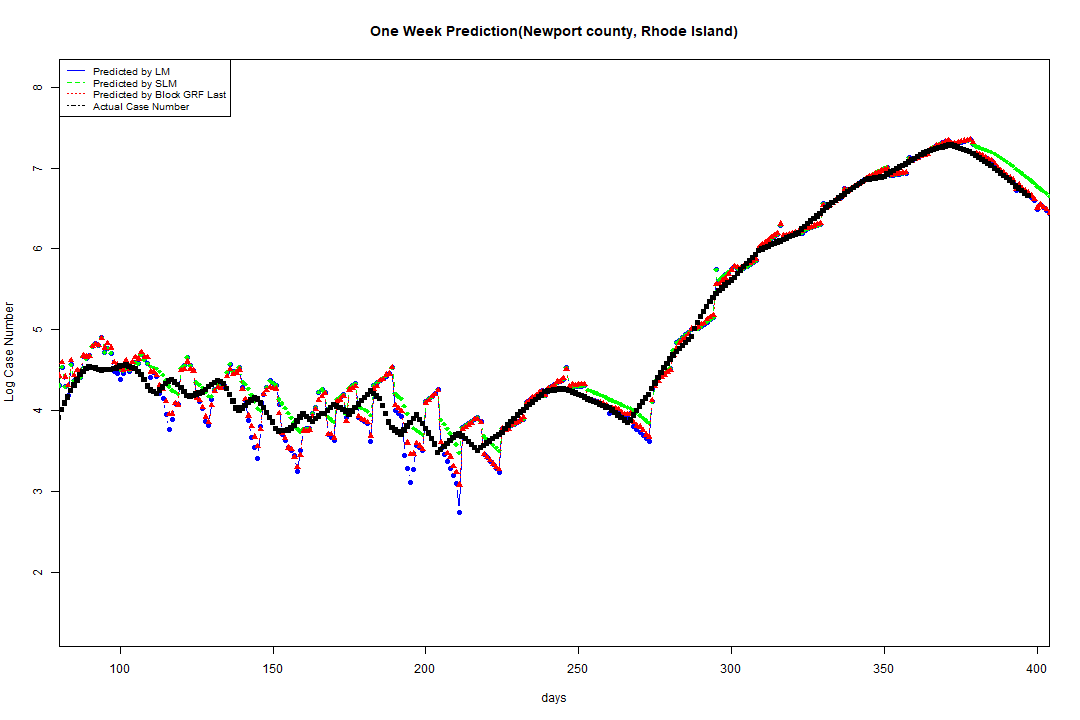 One Week Prediction(Newport county, Rhode Island)
Predicted by LM
Predicted by SLM
Predicted by Block GRF Last
Actual Case Number
8
7
6
5
4
3
2
Log Case Number
100 150 200 250 300 350 400
days